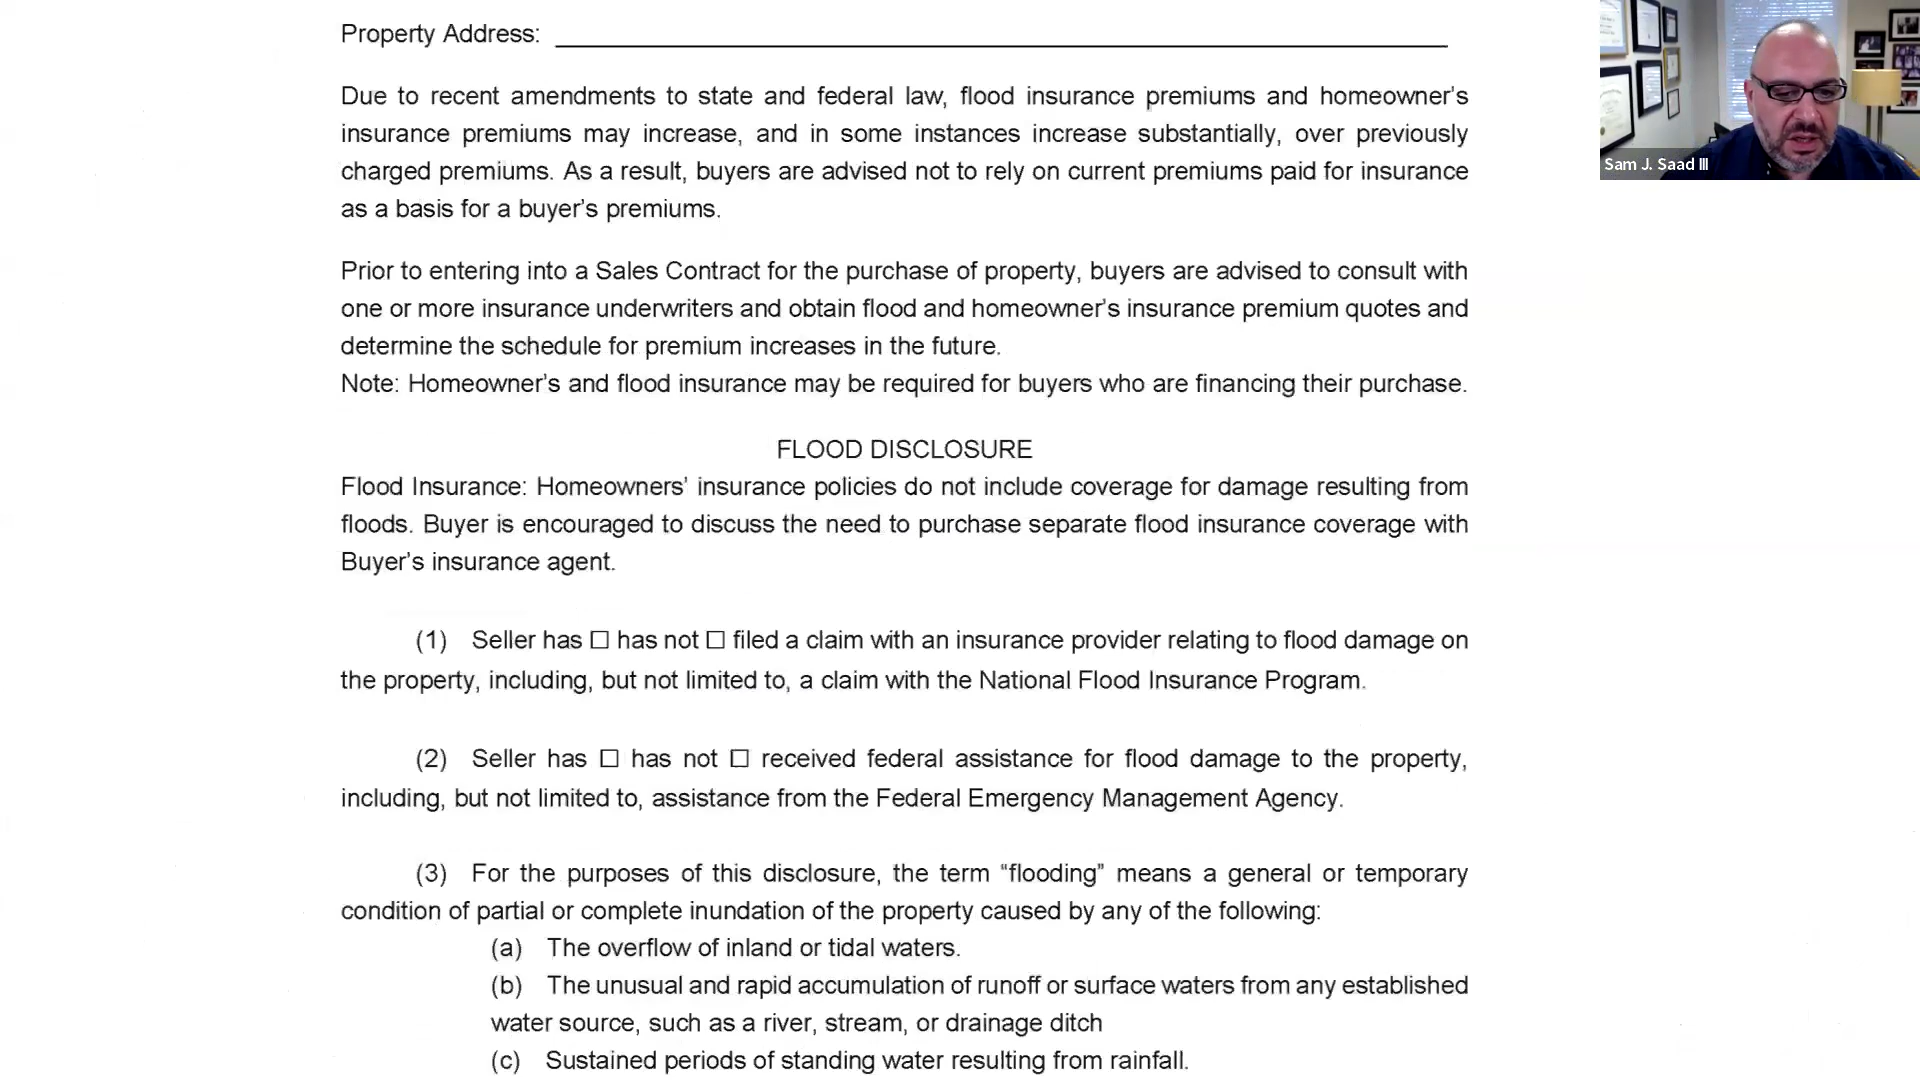 Property Address:
Due to recent amendments to state and federal law, flood insurance premiums and homeowner's
insurance premiums may increase, and in some instances increase substantially, over previously
charged premiums. As a result, buyers are advised not to rely on current premiums paid for insurance
as a basis for a buyer's premiums.
Prior to entering into a Sales Contract for the purchase of property, buyers are advised to consult with
one or more insurance underwriters and obtain flood and homeowner's insurance premium quotes and
determine the schedule for premium increases in the future.
Note: Homeowner's and flood insurance may be required for buyers who are financing their purchase.
FLOOD DISCLOSURE
Flood Insurance: Homeowners' insurance policies do not include coverage for damage resulting from
floods. Buyer is encouraged to discuss the need to purchase separate flood insurance coverage with
Buyer's insurance agent.
(1) Seller has ☐ has not ☐ filed a claim with an insurance provider relating to flood damage on
the property, including, but not limited to, a claim with the National Flood Insurance Program.
(2) Seller has ☐ has not ☐ received federal assistance for flood damage to the property,
including, but not limited to, assistance from the Federal Emergency Management Agency.
(3) For the purposes of this disclosure, the term “flooding” means a general or temporary
condition of partial or complete inundation of the property caused by any of the following:
(a) The overflow of inland or tidal waters.
(b) The unusual and rapid accumulation of runoff or surface waters from any established
water source, such as a river, stream, or drainage ditch
(c) Sustained periods of standing water resulting from rainfall.
Sam J. Saad III